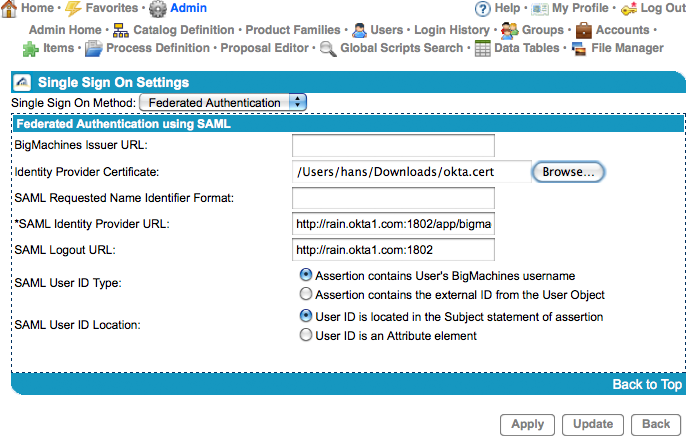 Home · Favorites · Admin Help · My Profile · Log Out
Admin Home · Catalog Definition · Product Families · Users · Login History · Groups · Accounts ·
Items · Process Definition · Proposal Editor · Global Scripts Search · Data Tables · File Manager
Single Sign On Settings
Single Sign On Method: Federated Authentication
Federated Authentication using SAML
BigMachines Issuer URL:
Identity Provider Certificate: /Users/hans/Downloads/okta.cert Browse...
SAML Requested Name Identifier Format:
*SAML Identity Provider URL: http://rain.okta1.com:1802/app/bigma
SAML Logout URL: http://rain.okta1.com:1802
SAML User ID Type: Assertion contains User's BigMachines username
Assertion contains the external ID from the User Object
SAML User ID Location: User ID is located in the Subject statement of assertion
User ID is an Attribute element
Back to Top
Apply Update Back